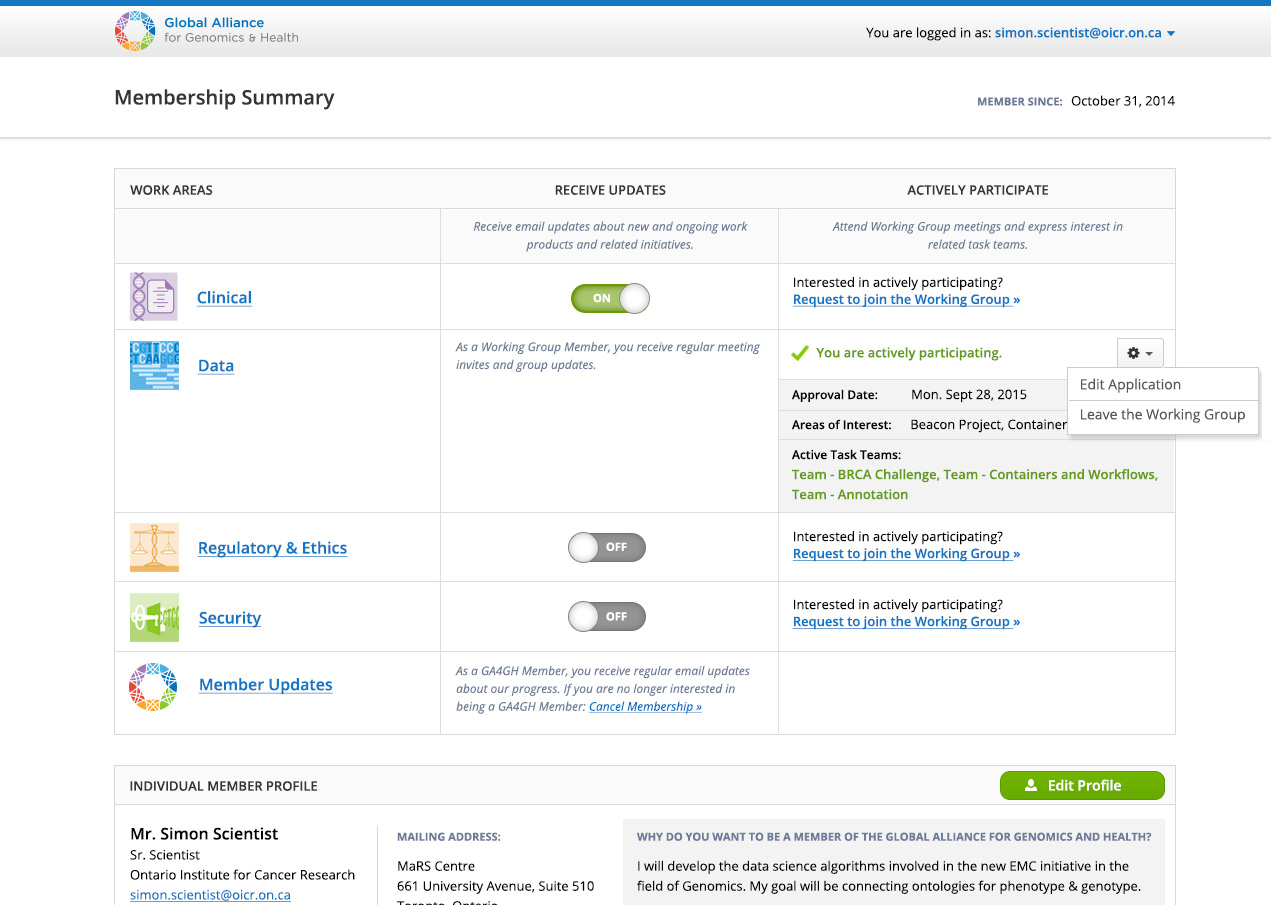 Global Alliance
for Genomics & Health
You are logged in as: simon.scientist@oicr.on.ca
Membership Summary
MEMBER SINCE: October 31, 2014
WORK AREAS
RECEIVE UPDATES
ACTIVELY PARTICIPATE
Receive email updates about new and ongoing work
products and related initiatives.
Attend Working Group meetings and express interest in
related task teams.
Clinical
ON
Interested in actively participating?
Request to join the Working Group »
Data
As a Working Group Member, you receive regular meeting
invites and group updates.
You are actively participating.
Edit Application
Leave the Working Group
Approval Date: Mon. Sept 28, 2015
Areas of Interest: Beacon Project, Container
Active Task Teams:
Team - BRCA Challenge, Team - Containers and Workflows,
Team - Annotation
Regulatory & Ethics
OFF
Interested in actively participating?
Request to join the Working Group »
Security
OFF
Interested in actively participating?
Request to join the Working Group »
Member Updates
As a GA4GH Member, you receive regular email updates
about our progress. If you are no longer interested in
being a GA4GH Member: Cancel Membership »
INDIVIDUAL MEMBER PROFILE
Edit Profile
Mr. Simon Scientist
Sr. Scientist
Ontario Institute for Cancer Research
simon.scientist@oicr.on.ca
MAILING ADDRESS:
MaRS Centre
661 University Avenue, Suite 510
Toronto, Ontario
WHY DO YOU WANT TO BE A MEMBER OF THE GLOBAL ALLIANCE FOR GENOMICS AND HEALTH?
I will develop the data science algorithms involved in the new EMC initiative in the
field of Genomics. My goal will be connecting ontologies for phenotype & genotype.